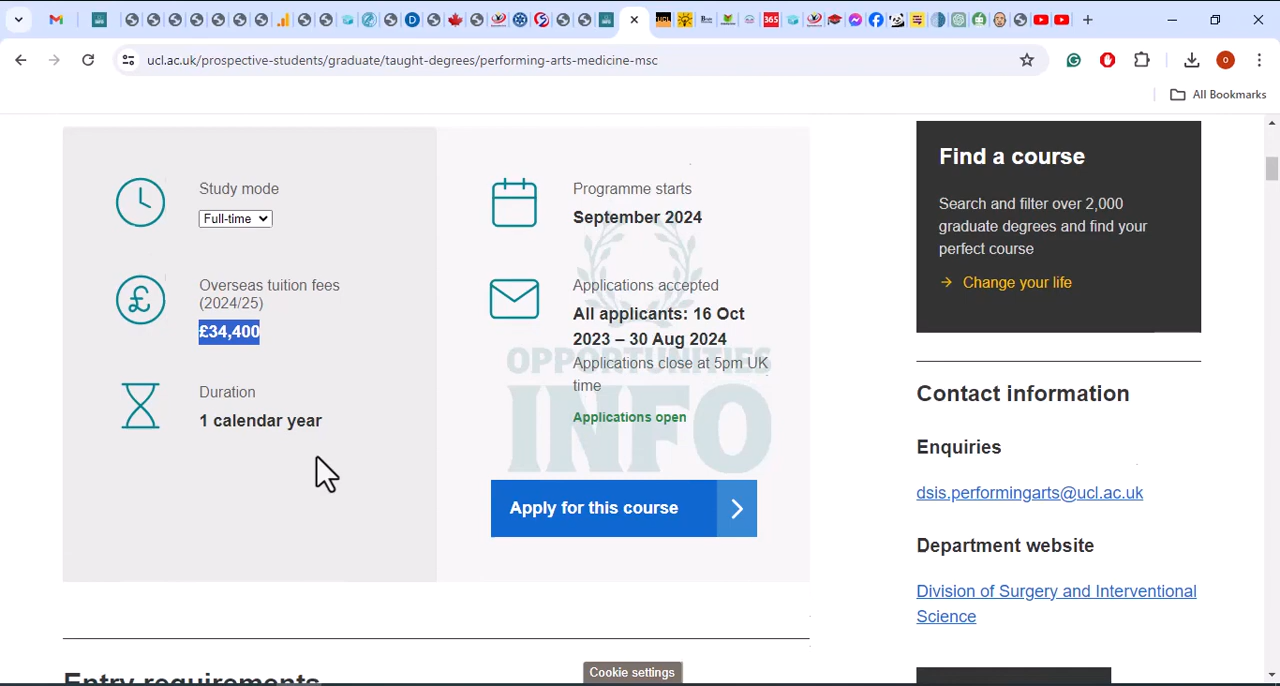 ucl.ac.uk/prospective-students/graduate/taught-degrees/performing-arts-medicine-msc
All Bookmarks
Study mode
Full-time
Overseas tuition fees
(2024/25)
£34,400
Duration
1 calendar year
Programme starts
September 2024
Applications accepted
All applicants: 16 Oct
2023 – 30 Aug 2024
Applications close at 5pm UK
time
Applications open
Apply for this course
OPPORTUNITIES
INFO
Find a course
Search and filter over 2,000
graduate degrees and find your
perfect course
Change your life
Contact information
Enquiries
dsis.performingarts@ucl.ac.uk
Department website
Division of Surgery and Interventional
Science
Entry requirements
Cookie settings